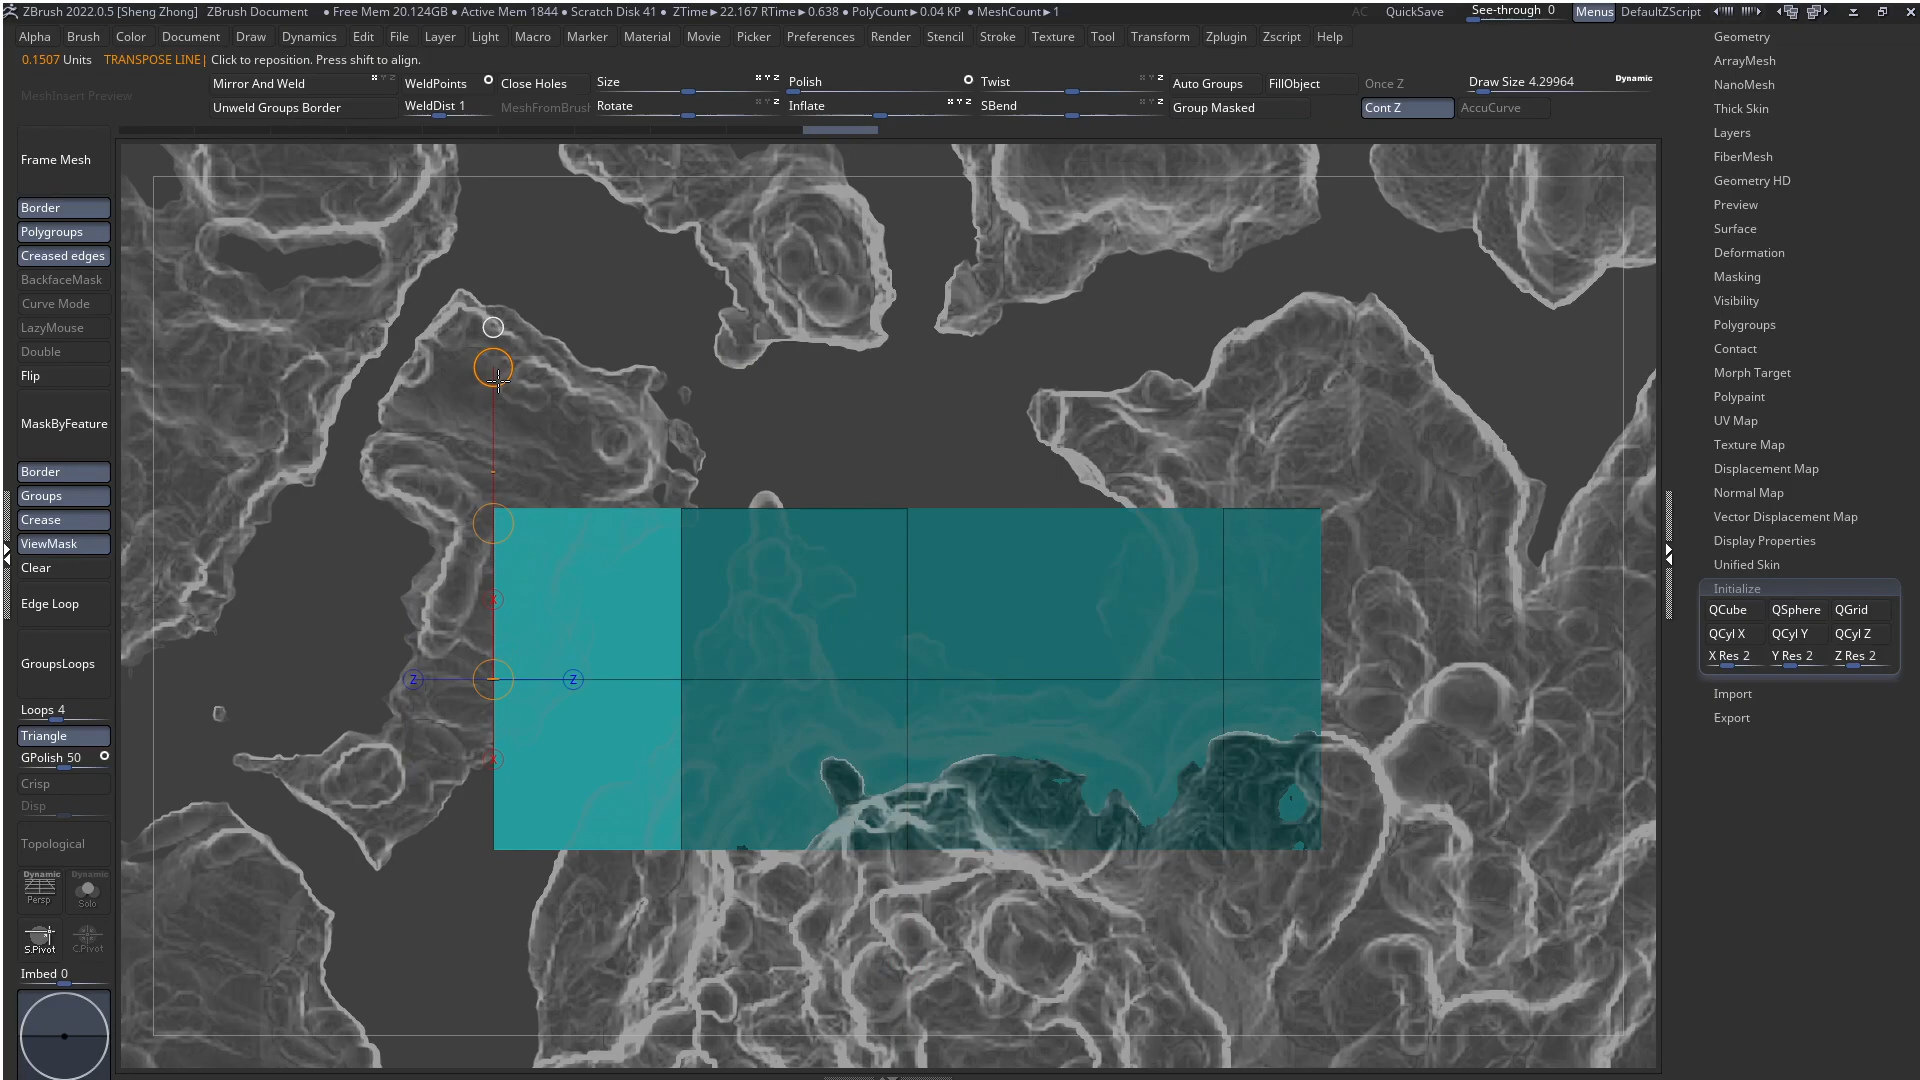 ZBrush 2022.0.5 [Sheng Zhong] ZBrush Document ● Free Mem 20.124GB ● Active Mem 1844 ● Scratch Disk 41 ● ZTime►22.167 RTime►0.638 ● PolyCount►0.04 KP ● MeshCount►1 AC QuickSave See-through 0 Menus DefaultZScript
Alpha Brush Color Document Draw Dynamics Edit File Layer Light Macro Marker Material Movie Picker Preferences Render Stencil Stroke Texture Tool Transform Zplugin Zscript Help
0.1507 Units TRANSPOSE LINE| Click to reposition. Press shift to align.
MeshInsert Preview
Mirror And Weld WeldPoints Close Holes Size Polish Twist Auto Groups FillObject Once Z Draw Size 4.29964 Dynamic
Unweld Groups Border WeldDist 1 MeshFromBrush Rotate Inflate SBend Group Masked Cont Z AccuCurve
Frame Mesh
Border
Polygroups
Creased edges
BackfaceMask
Curve Mode
LazyMouse
Double
Flip
MaskByFeature
Border
Groups
Crease
ViewMask
Clear
Edge Loop
GroupsLoops
Loops 4
Triangle
GPolish 50
Crisp
Disp
Topological
Dynamic Dynamic
Persp Solo
S.Pivot C.Pivot
Imbed 0
X
Z Z
X
Geometry
ArrayMesh
NanoMesh
Thick Skin
Layers
FiberMesh
Geometry HD
Preview
Surface
Deformation
Masking
Visibility
Polygroups
Contact
Morph Target
Polypaint
UV Map
Texture Map
Displacement Map
Normal Map
Vector Displacement Map
Display Properties
Unified Skin
Initialize
QCube QSphere QGrid
QCyl X QCyl Y QCyl Z
X Res 2 Y Res 2 Z Res 2
Import
Export